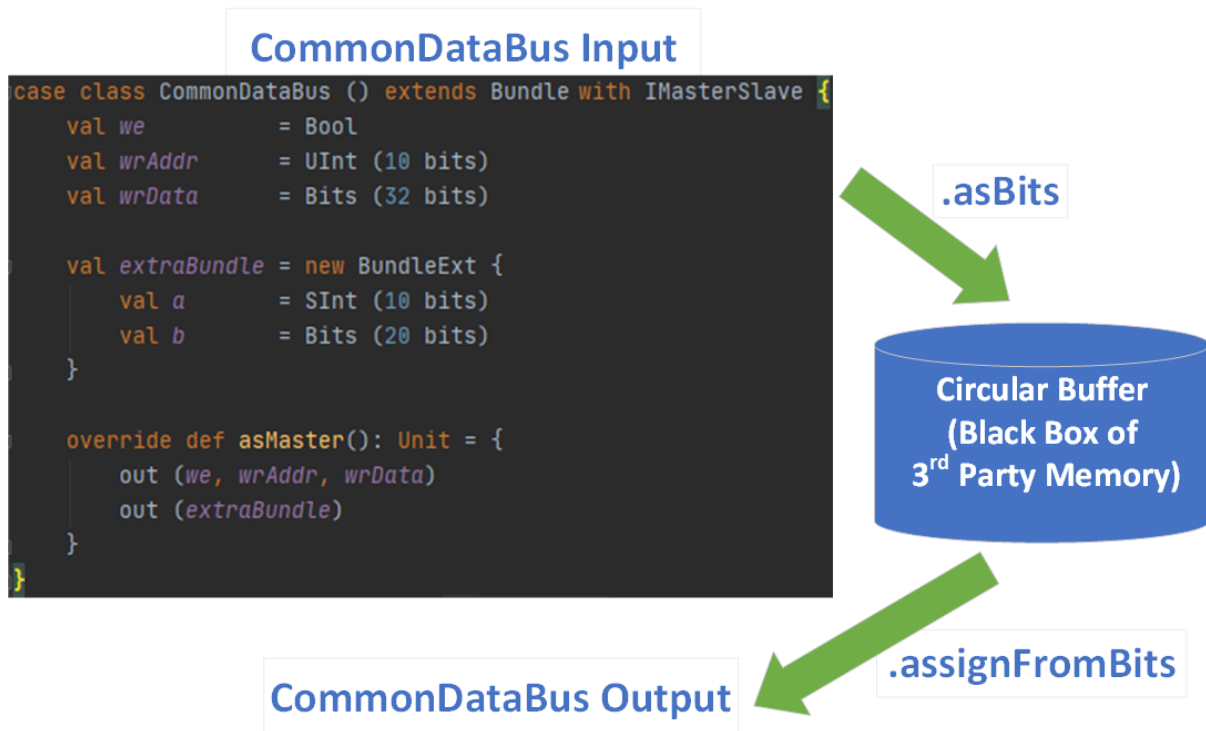 CommonDataBus Input
case class CommonDataBus () extends Bundle with IMasterSlave {
val we = Bool
val wrAddr = UInt (10 bits)
val wrData = Bits (32 bits)
val extraBundle = new BundleExt {
val a = SInt (10 bits)
val b = Bits (20 bits)
}
override def asMaster(): Unit = {
out (we, wrAddr, wrData)
out (extraBundle)
}
}
.asBits
Circular Buffer
(Black Box of
3rd Party Memory)
.assignFromBits
CommonDataBus Output